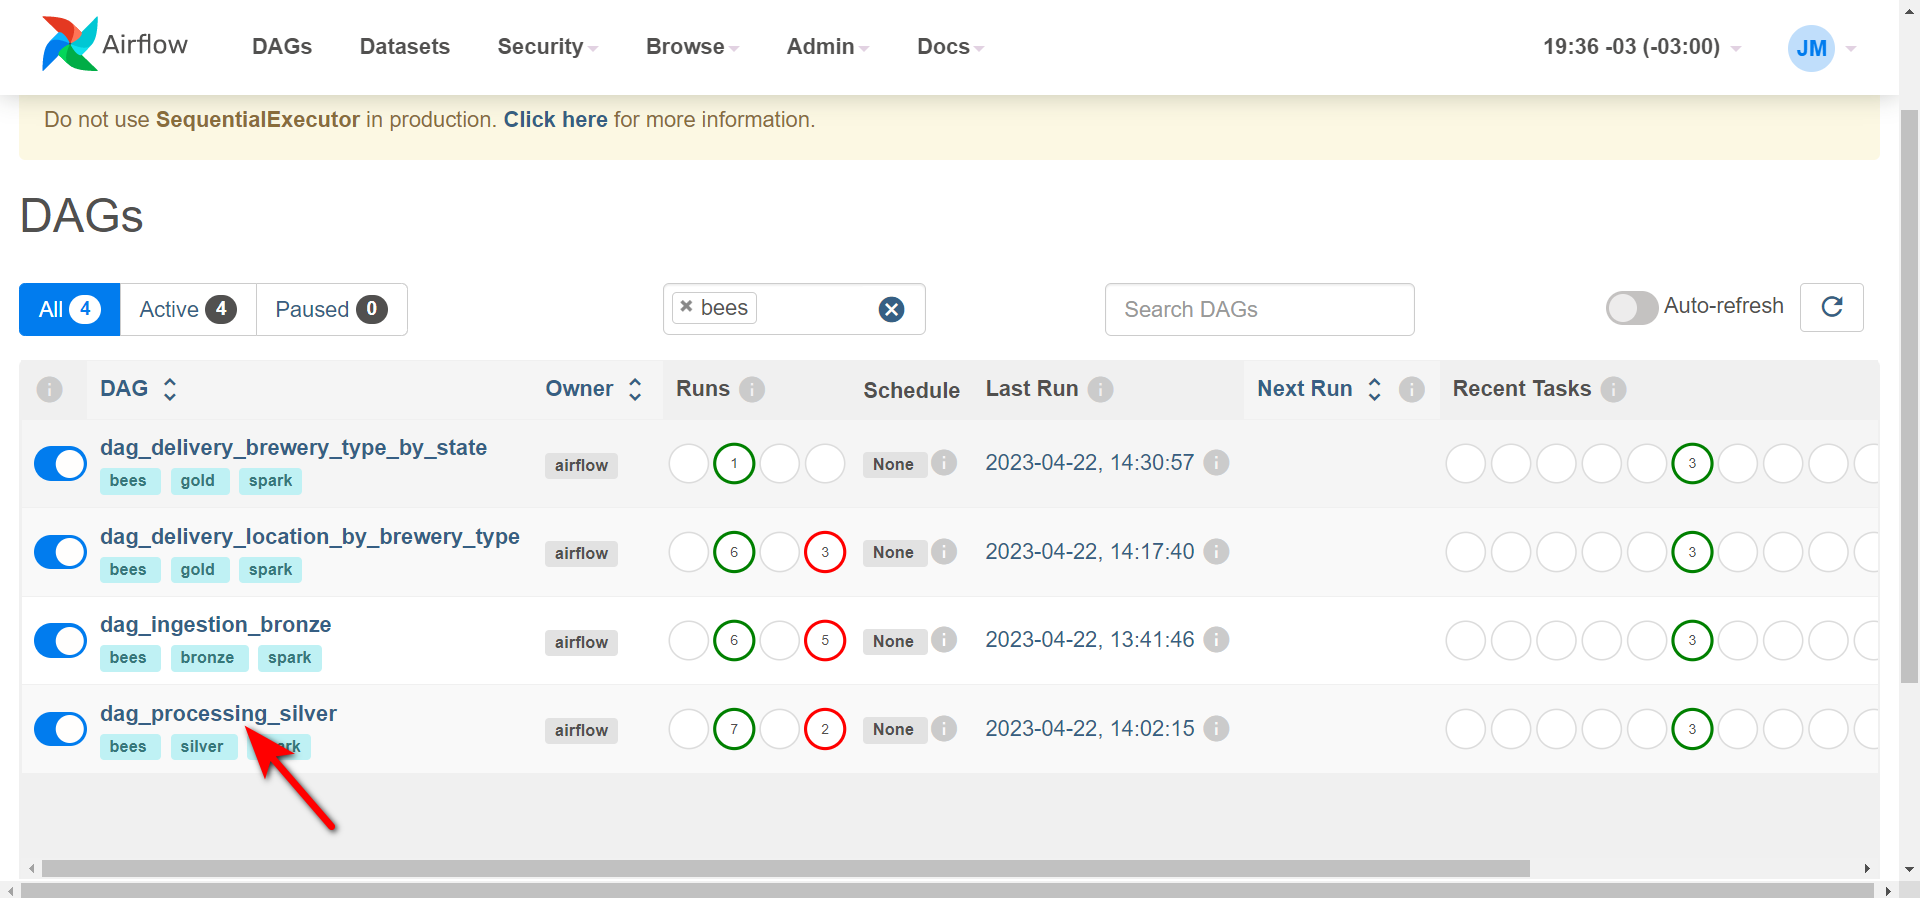 Airflow DAGs Datasets Security Browse Admin Docs 19:36 -03 (-03:00) JM
Do not use SequentialExecutor in production. Click here for more information.
DAGs
All 4 Active 4 Paused 0 × bees Search DAGs Auto-refresh
DAG Owner Runs Schedule Last Run Next Run Recent Tasks
dag_delivery_brewery_type_by_state airflow 1 None 2023-04-22, 14:30:57 3
bees gold spark
dag_delivery_location_by_brewery_type airflow 6 3 None 2023-04-22, 14:17:40 3
bees gold spark
dag_ingestion_bronze airflow 6 5 None 2023-04-22, 13:41:46 3
bees bronze spark
dag_processing_silver airflow 7 2 None 2023-04-22, 14:02:15 3
bees silver